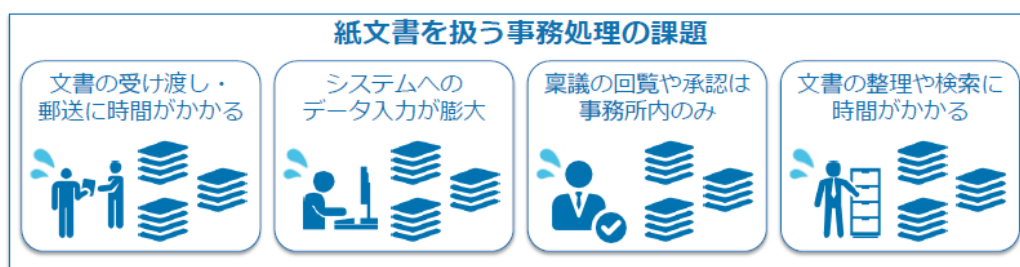 紙文書を扱う事務処理の課題
文書の受け渡し・
郵送に時間がかかる
システムへの
データ入力が膨大
稟議の回覧や承認は
事務所内のみ
文書の整理や検索に
時間がかかる